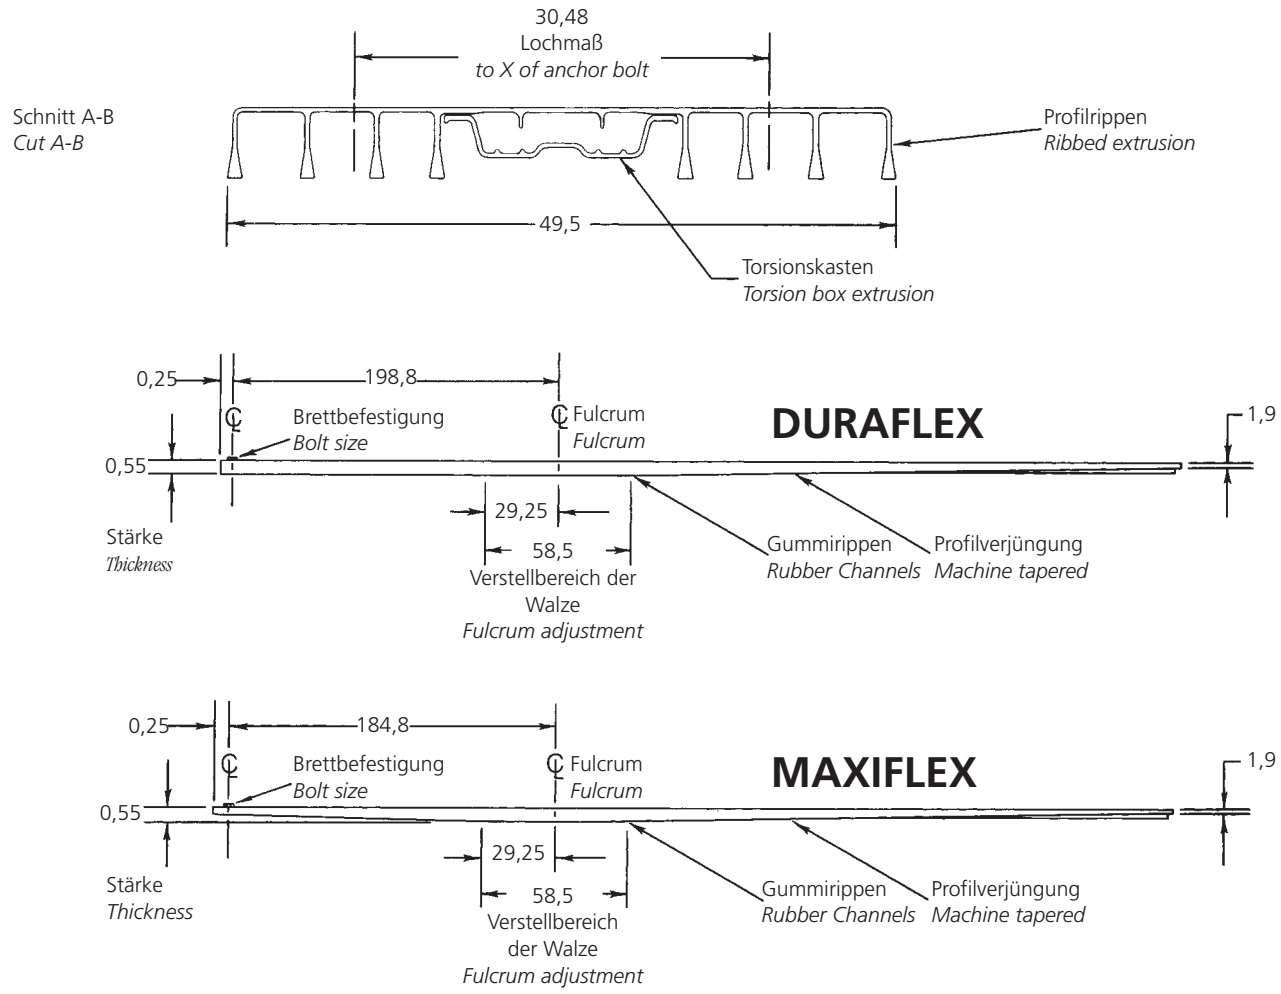 30,48
Lochmaß
to X of anchor bolt
Schnitt A-B
Cut A-B
Profilrippen
Ribbed extrusion
49,5
Torsionskasten
Torsion box extrusion
0,25
198,8
Brettbefestigung
Bolt size
℄ Fulcrum
Fulcrum
DURAFLEX
1,9
℄
0,55
29,25
Stärke
Thickness
58,5
Verstellbereich der
Walze
Fulcrum adjustment
Gummirippen
Rubber Channels
Profilverjüngung
Machine tapered
0,25
184,8
℄
Brettbefestigung
Bolt size
℄ Fulcrum
Fulcrum
MAXIFLEX
1,9
0,55
29,25
Stärke
Thickness
58,5
Verstellbereich
der Walze
Fulcrum adjustment
Gummirippen
Rubber Channels
Profilverjüngung
Machine tapered